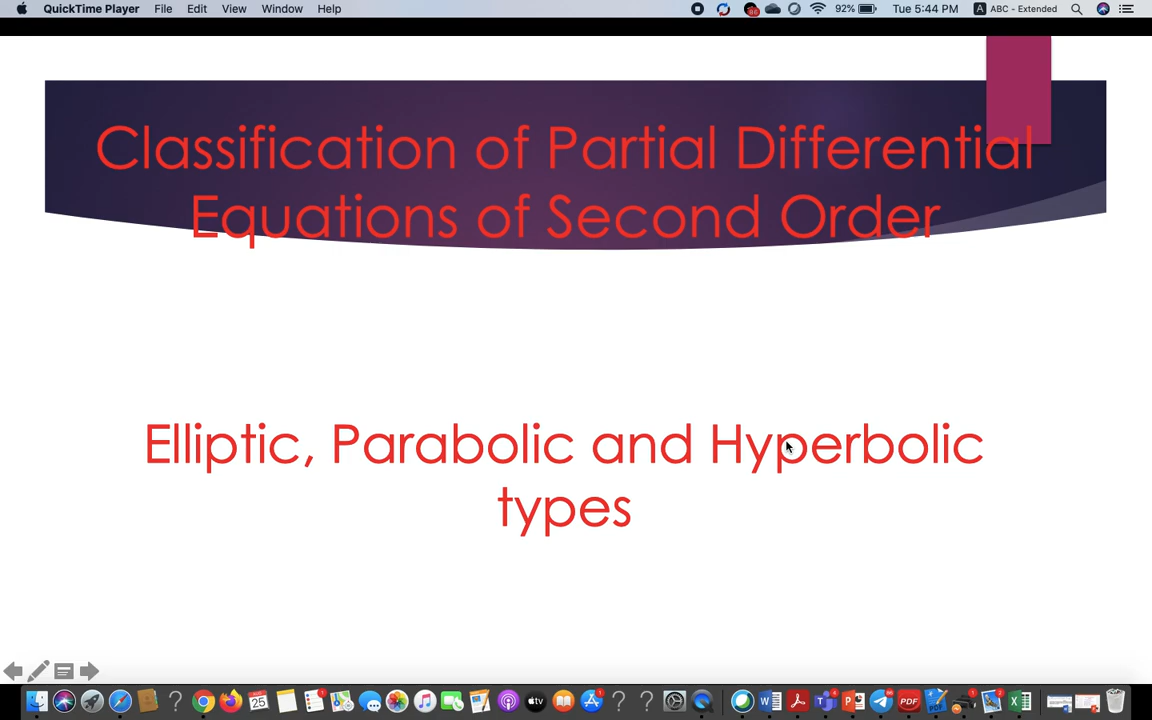 QuickTime Player File Edit View Window Help 92% Tue 5:44 PM A ABC - Extended
Classification of Partial Differential
Equations of Second Order
Elliptic, Parabolic and Hyperbolic
types